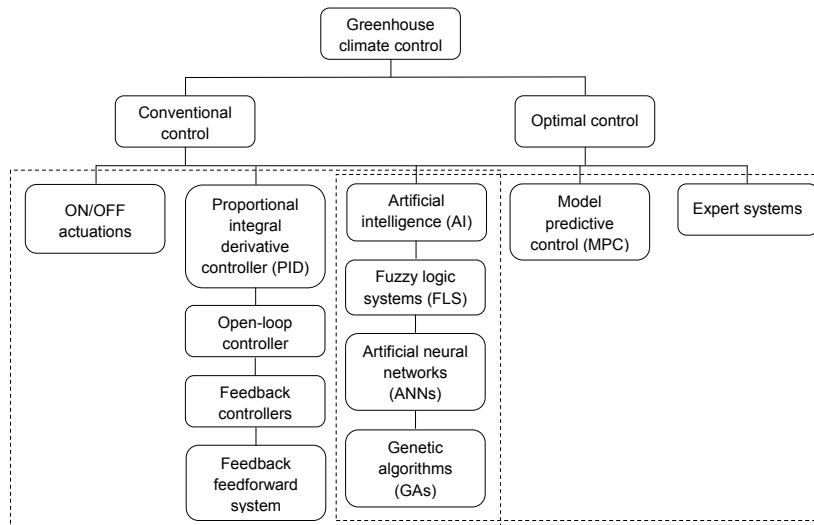 Greenhouse
climate control
Conventional
control
Optimal control
ON/OFF
actuations
Proportional
integral
derivative
controller (PID)
Artificial
intelligence (AI)
Model
predictive
control (MPC)
Expert systems
Fuzzy logic
systems (FLS)
Open-loop
controller
Artificial neural
networks
(ANNs)
Feedback
controllers
Genetic
algorithms
(GAs)
Feedback
feedforward
system